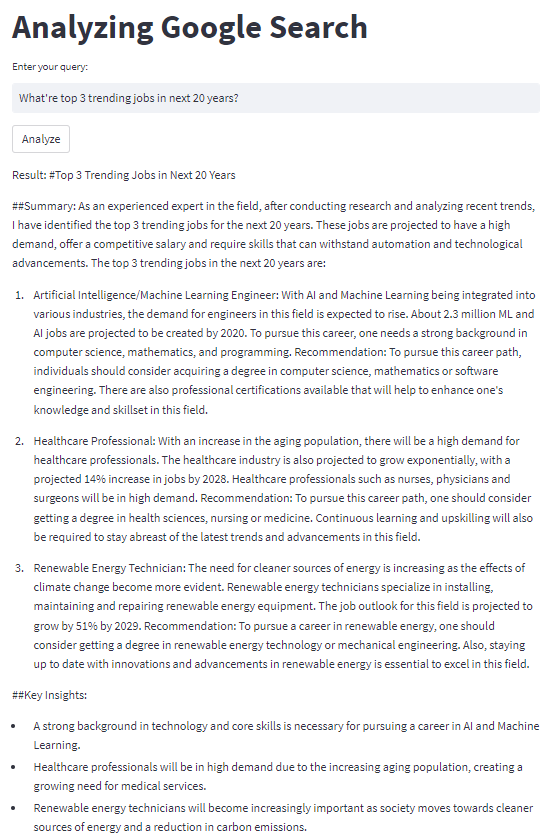 Analyzing Google Search
Enter your query:
What're top 3 trending jobs in next 20 years?
Analyze
Result: #Top 3 Trending Jobs in Next 20 Years
##Summary: As an experienced expert in the field, after conducting research and analyzing recent trends,
I have identified the top 3 trending jobs for the next 20 years. These jobs are projected to have a high
demand, offer a competitive salary and require skills that can withstand automation and technological
advancements. The top 3 trending jobs in the next 20 years are:
1. Artificial Intelligence/Machine Learning Engineer: With AI and Machine Learning being integrated into
various industries, the demand for engineers in this field is expected to rise. About 2.3 million ML and
AI jobs are projected to be created by 2020. To pursue this career, one needs a strong background in
computer science, mathematics, and programming. Recommendation: To pursue this career path,
individuals should consider acquiring a degree in computer science, mathematics or software
engineering. There are also professional certifications available that will help to enhance one's
knowledge and skillset in this field.
2. Healthcare Professional: With an increase in the aging population, there will be a high demand for
healthcare professionals. The healthcare industry is also projected to grow exponentially, with a
projected 14% increase in jobs by 2028. Healthcare professionals such as nurses, physicians and
surgeons will be in high demand. Recommendation: To pursue this career path, one should consider
getting a degree in health sciences, nursing or medicine. Continuous learning and upskilling will also
be required to stay abreast of the latest trends and advancements in this field.
3. Renewable Energy Technician: The need for cleaner sources of energy is increasing as the effects of
climate change become more evident. Renewable energy technicians specialize in installing,
maintaining and repairing renewable energy equipment. The job outlook for this field is projected to
grow by 51% by 2029. Recommendation: To pursue a career in renewable energy, one should
consider getting a degree in renewable energy technology or mechanical engineering. Also, staying
up to date with innovations and advancements in renewable energy is essential to excel in this field.
##Key Insights:
• A strong background in technology and core skills is necessary for pursuing a career in AI and Machine
Learning.
• Healthcare professionals will be in high demand due to the increasing aging population, creating a
growing need for medical services.
• Renewable energy technicians will become increasingly important as society moves towards cleaner
sources of energy and a reduction in carbon emissions.